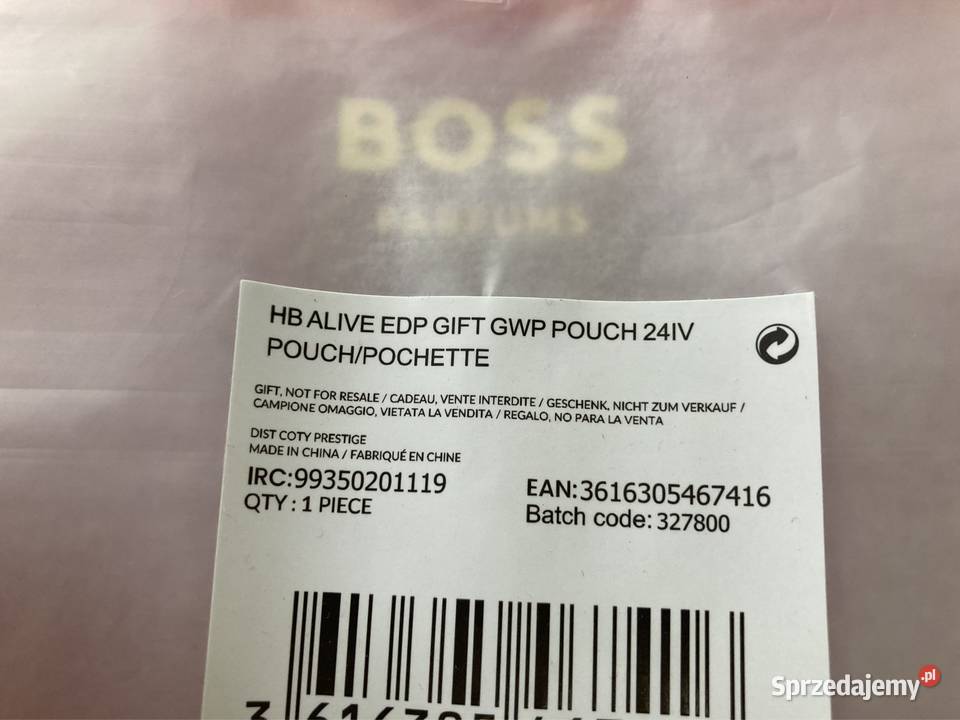 BOSS
PARFUMS
HB ALIVE EDP GIFT GWP POUCH 24IV
POUCH/POCHETTE
GIFT, NOT FOR RESALE / CADEAU, VENTE INTERDITE / GESCHENK, NICHT ZUM VERKAUF /
CAMPIONE OMAGGIO, VIETATA LA VENDITA / REGALO, NO PARA LA VENTA
DIST COTY PRESTIGE
MADE IN CHINA / FABRIQUÉ EN CHINE
IRC:99350201119
EAN:3616305467416
QTY : 1 PIECE
Batch code: 327800
Sprzedajemy.pl